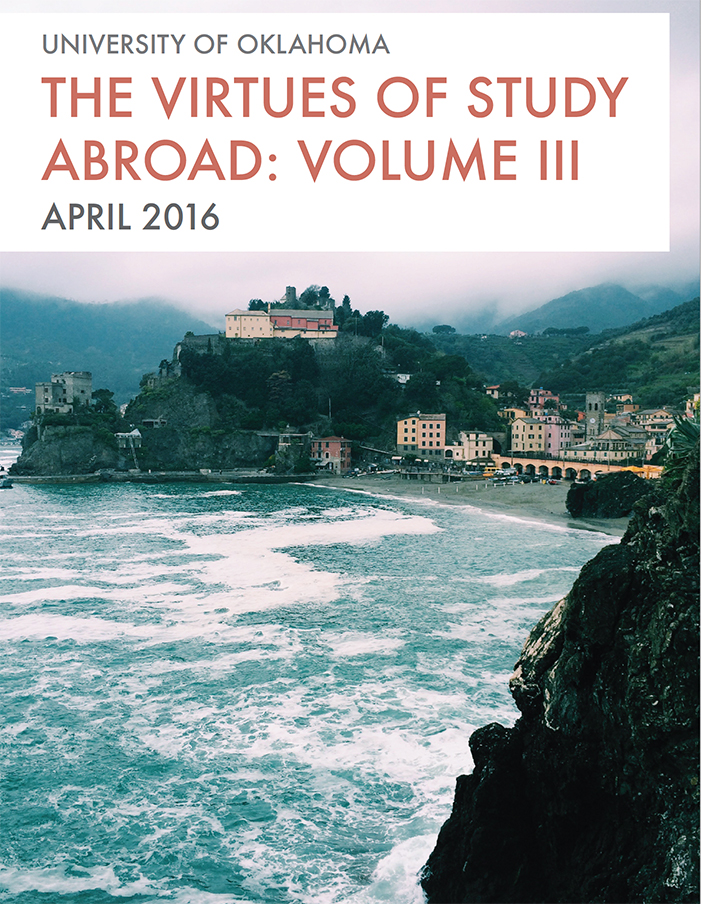 UNIVERSITY OF OKLAHOMA
THE VIRTUES OF STUDY
ABROAD: VOLUME III
APRIL 2016